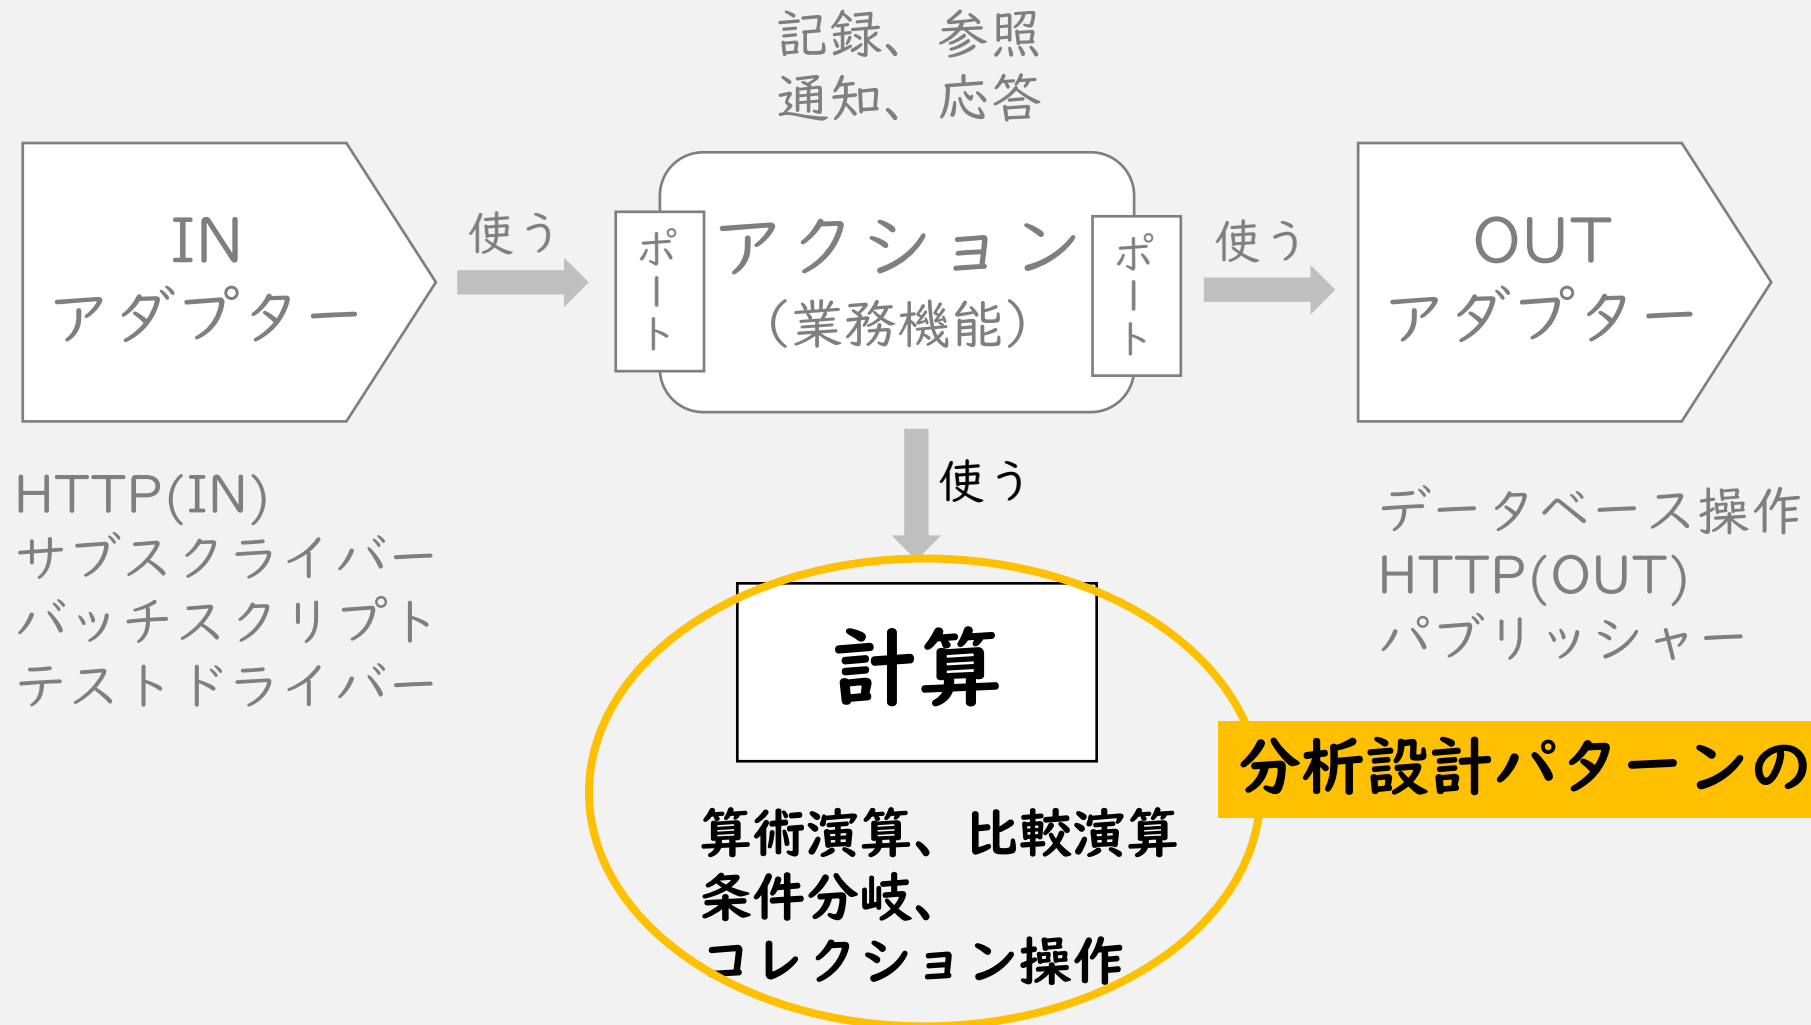 記録、参照
通知、応答
IN
アダプター
使う
ポート
アクション
（業務機能）
ポート
使う
OUT
アダプター
HTTP(IN)
サブスクライバー
バッチスクリプト
テストドライバー
使う
データベース操作
HTTP(OUT)
パブリッシャー
計算
分析設計パターンの
算術演算、比較演算
条件分岐、
コレクション操作